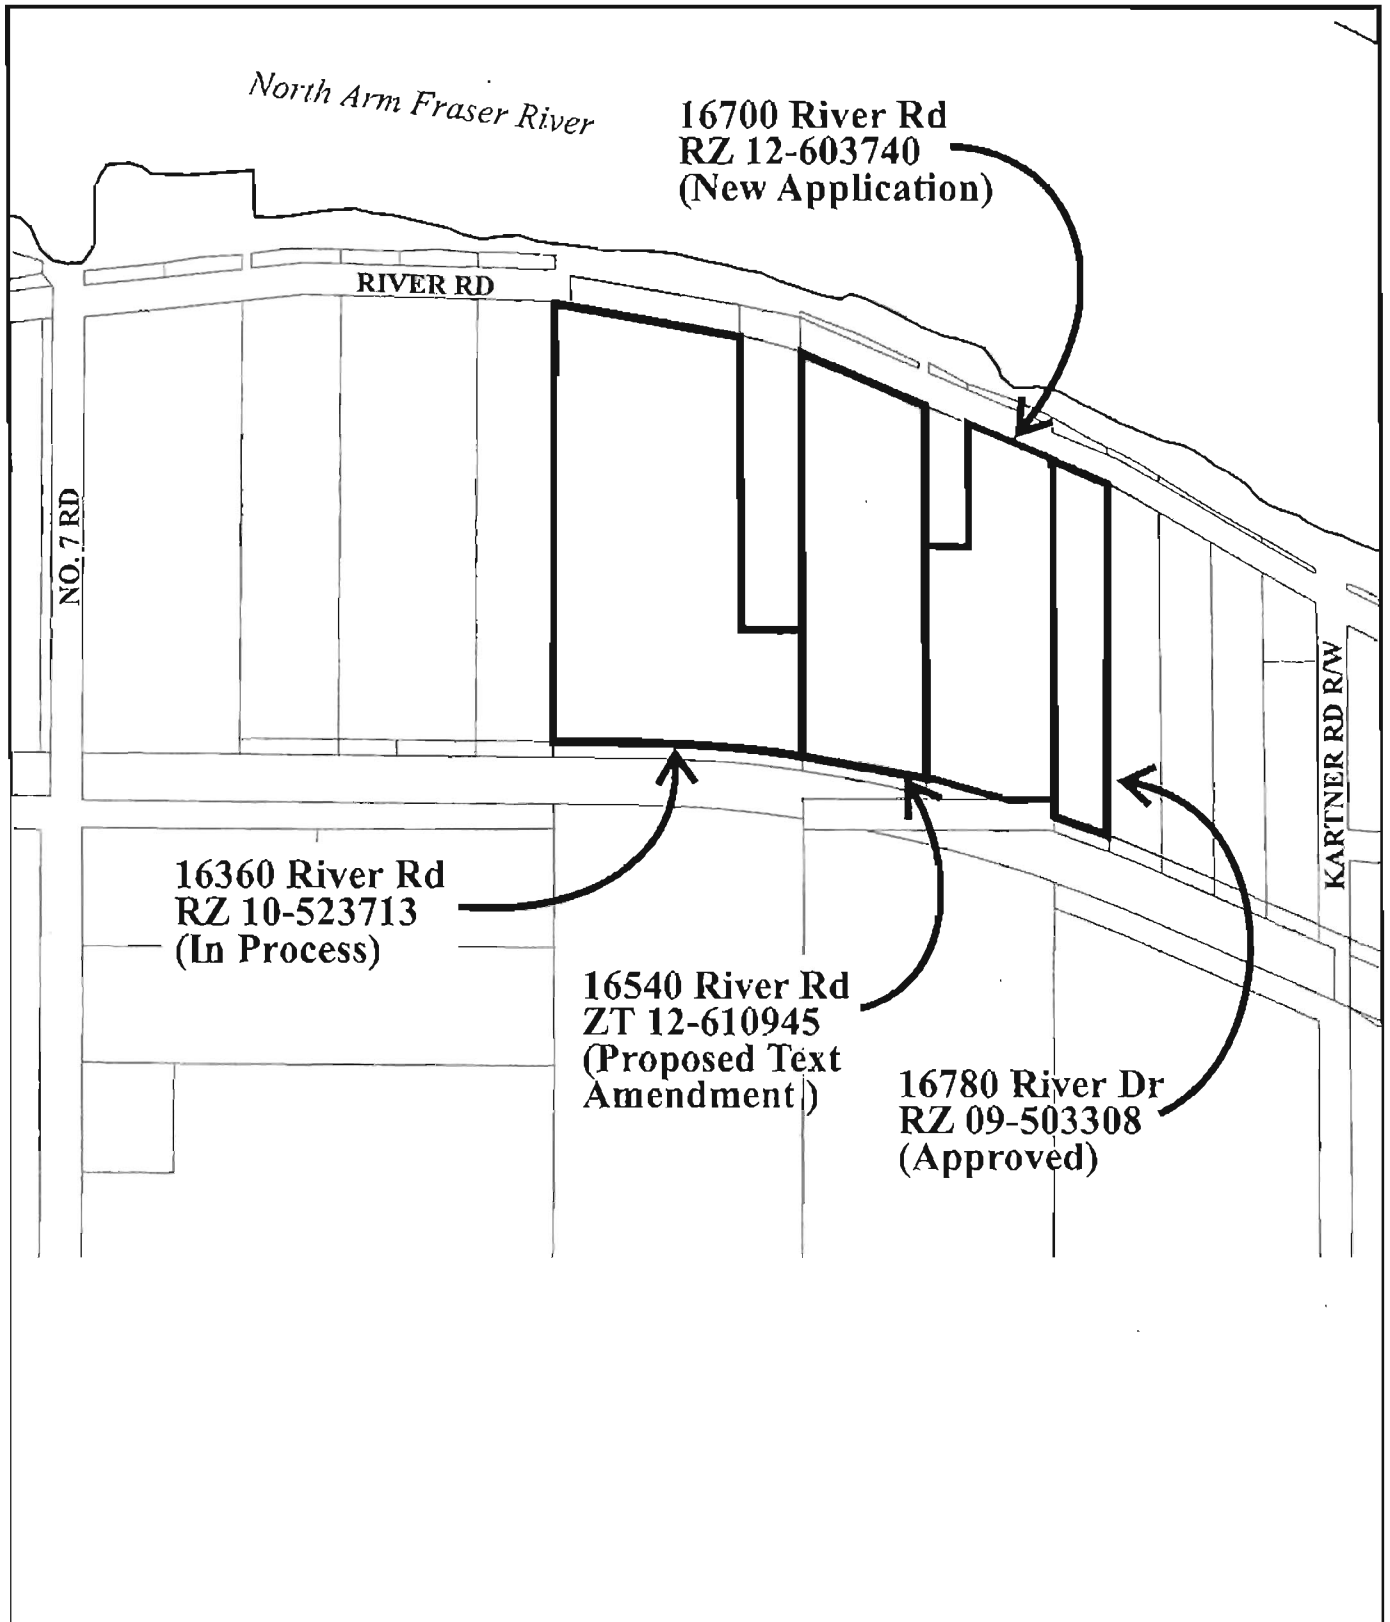 North Arm Fraser River
16700 River Rd
RZ 12-603740
(New Application)
RIVER RD
NO. 7 RD
KARTNER RD R/W
16360 River Rd
RZ 10-523713
(In Process)
16540 River Rd
ZT 12-610945
(Proposed Text
Amendment)
16780 River Dr
RZ 09-503308
(Approved)